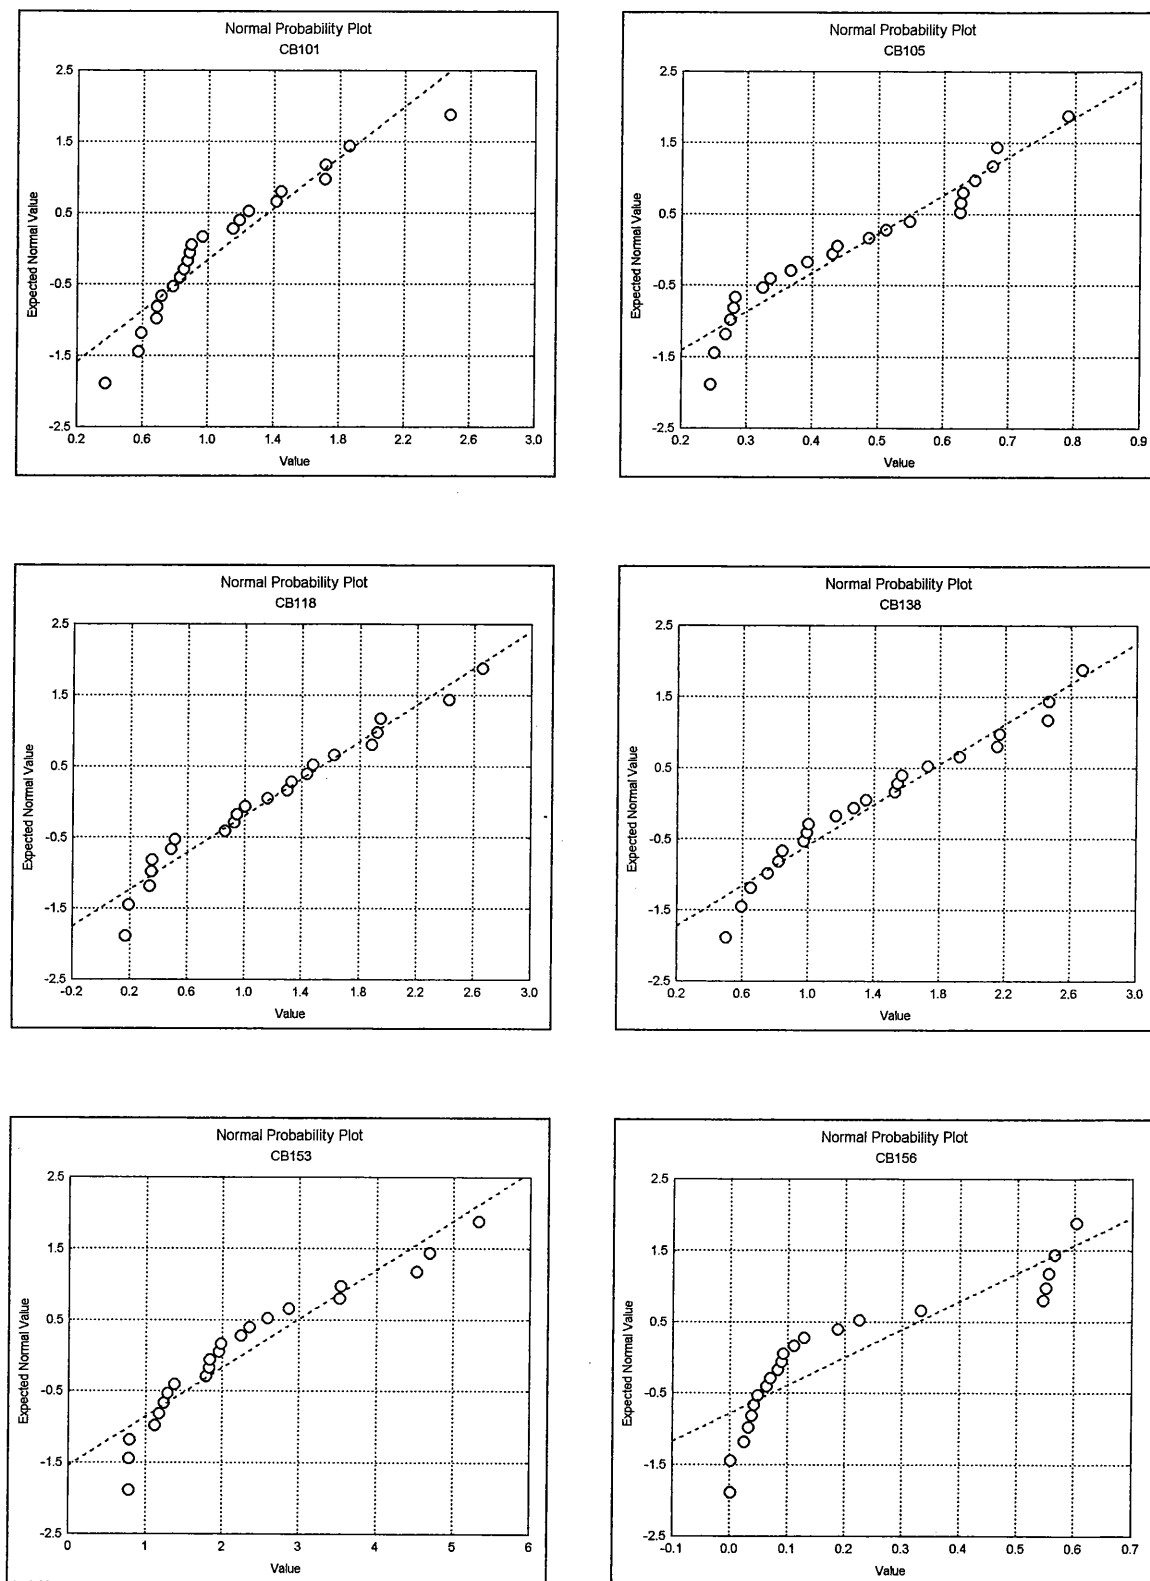 Normal Probability Plot
CB101
Expected Normal Value
2.5
1.5
0.5
-0.5
-1.5
-2.5
0.2 0.6 1.0 1.4 1.8 2.2 2.6 3.0
Value
Normal Probability Plot
CB105
Expected Normal Value
2.5
1.5
0.5
-0.5
-1.5
-2.5
0.2 0.3 0.4 0.5 0.6 0.7 0.8 0.9
Value
Normal Probability Plot
CB118
Expected Normal Value
2.5
1.5
0.5
-0.5
-1.5
-2.5
-0.2 0.2 0.6 1.0 1.4 1.8 2.2 2.6 3.0
Value
Normal Probability Plot
CB138
Expected Normal Value
2.5
1.5
0.5
-0.5
-1.5
-2.5
0.2 0.6 1.0 1.4 1.8 2.2 2.6 3.0
Value
Normal Probability Plot
CB153
Expected Normal Value
2.5
1.5
0.5
-0.5
-1.5
-2.5
0 1 2 3 4 5 6
Value
Normal Probability Plot
CB156
Expected Normal Value
2.5
1.5
0.5
-0.5
-1.5
-2.5
-0.1 0.0 0.1 0.2 0.3 0.4 0.5 0.6 0.7
Value